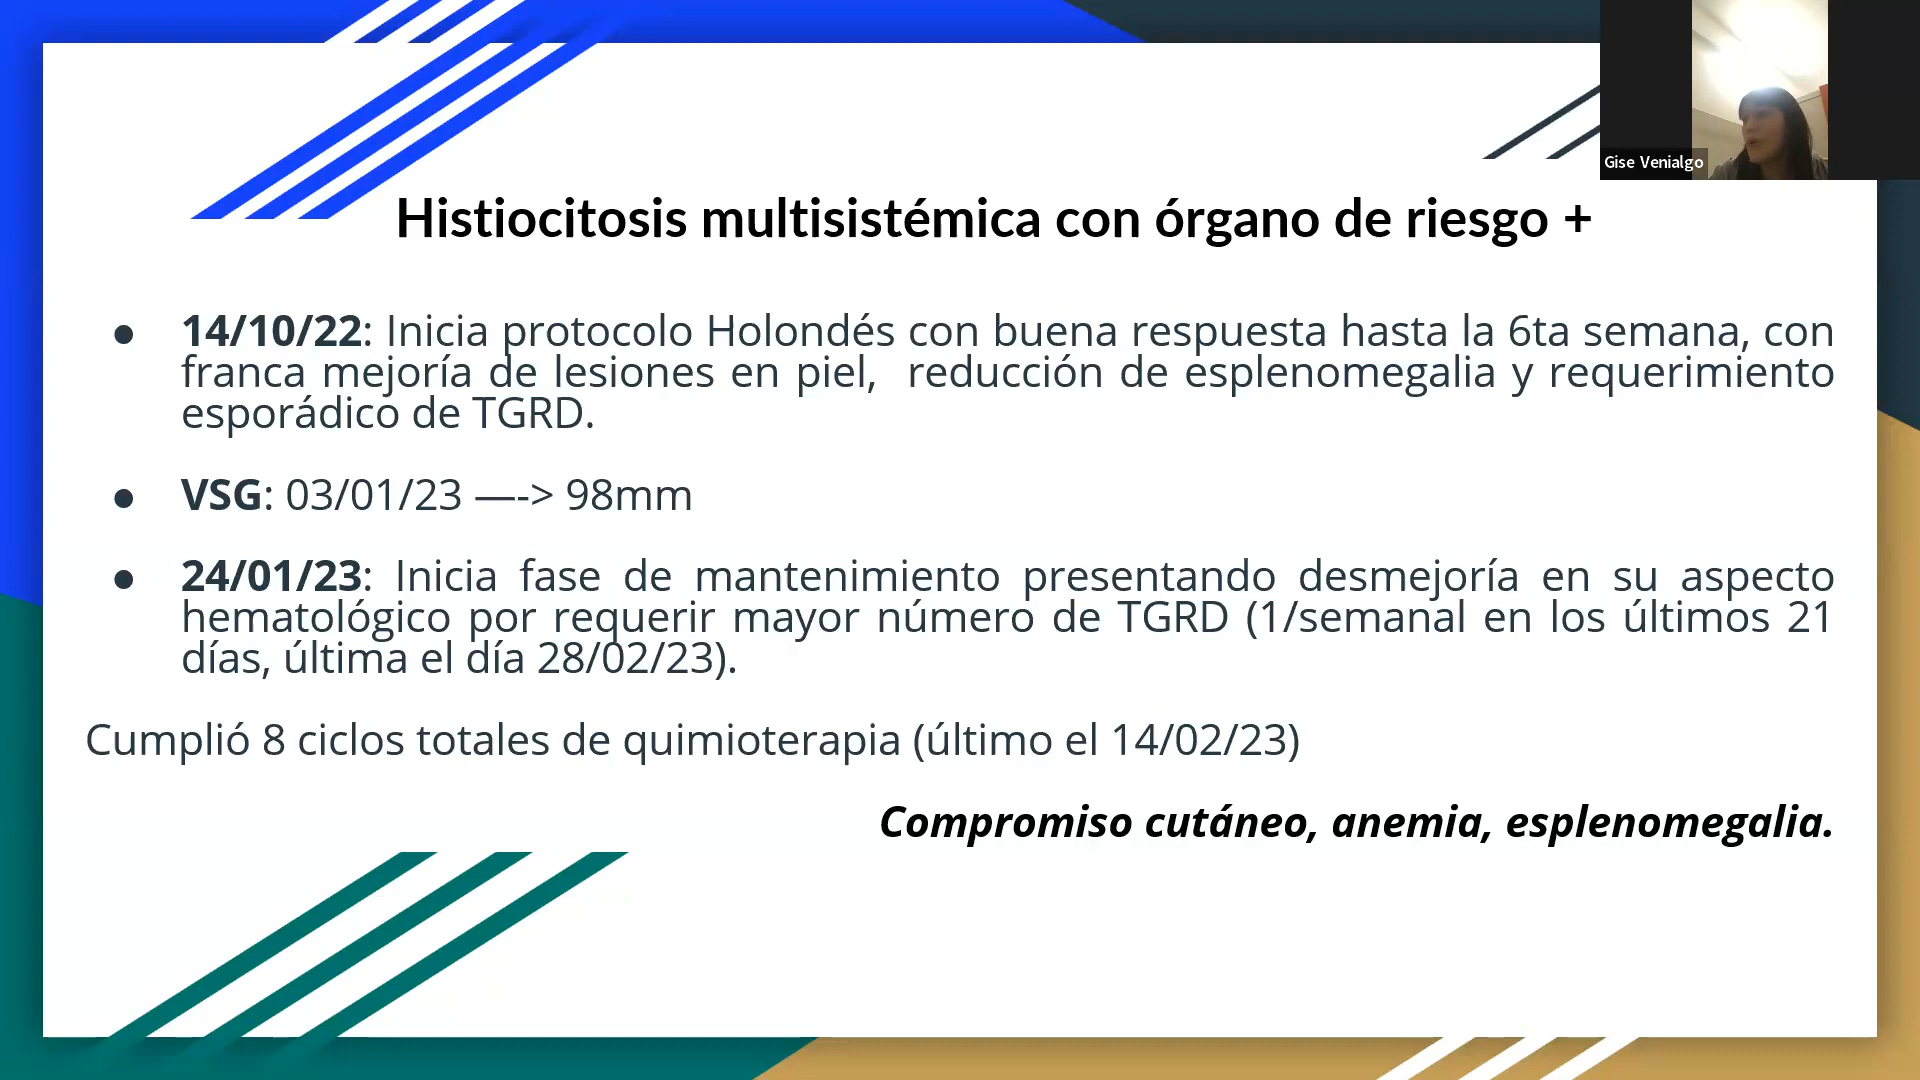 Gise Venialgo
Histiocitosis multisistémica con órgano de riesgo +
● 14/10/22: Inicia protocolo Holondés con buena respuesta hasta la 6ta semana, con
franca mejoría de lesiones en piel, reducción de esplenomegalia y requerimiento
esporádico de TGRD.
● VSG: 03/01/23 —-> 98mm
● 24/01/23: Inicia fase de mantenimiento presentando desmejoría en su aspecto
hematológico por requerir mayor número de TGRD (1/semanal en los últimos 21
días, última el día 28/02/23).
Cumplió 8 ciclos totales de quimioterapia (último el 14/02/23)
Compromiso cutáneo, anemia, esplenomegalia.